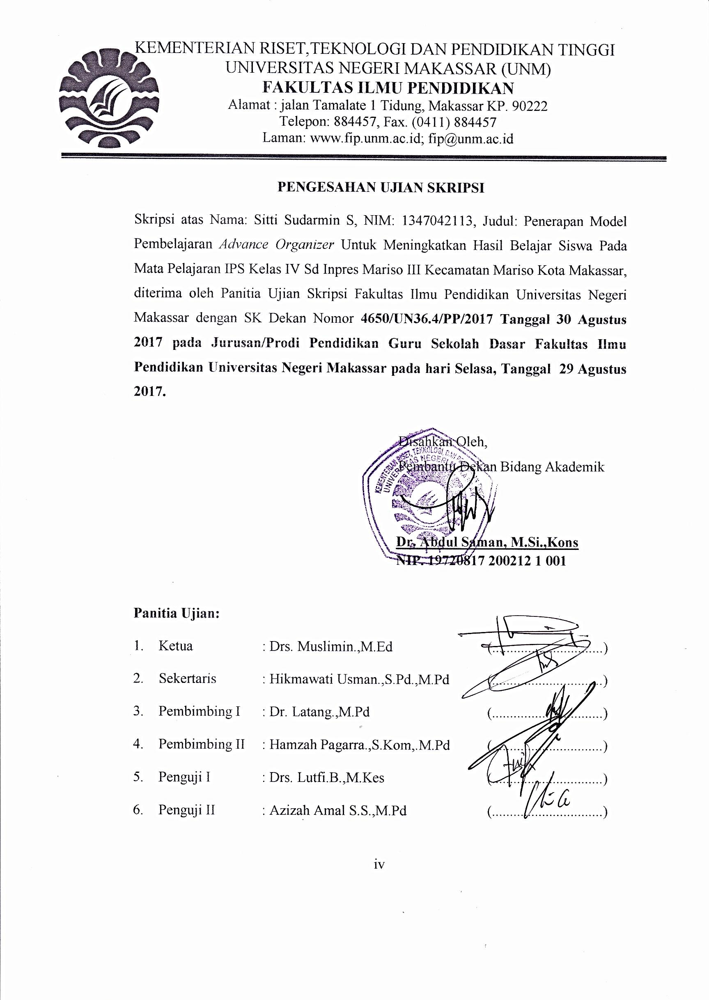 KEMENTERIAN RISET,TEKNOLOGI DAN PENDIDIKAN TINGGI
UNIVERSITAS NEGERI MAKASSAR (UNM)
FAKULTAS ILMU PENDIDIKAN
Alamat : jalan Tamalate 1 Tidung, Makassar KP. 90222
Telepon: 884457, Fax. (0411) 884457
Laman: www.fip.unm.ac.id; fip@unm.ac.id
PENGESAHAN UJIAN SKRIPSI
Skripsi atas Nama: Sitti Sudarmin S, NIM: 1347042113, Judul: Penerapan Model
Pembelajaran Advance Organizer Untuk Meningkatkan Hasil Belajar Siswa Pada
Mata Pelajaran IPS Kelas IV Sd Inpres Mariso III Kecamatan Mariso Kota Makassar,
diterima oleh Panitia Ujian Skripsi Fakultas Ilmu Pendidikan Universitas Negeri
Makassar dengan SK Dekan Nomor 4650/UN36.4/PP/2017 Tanggal 30 Agustus
2017 pada Jurusan/Prodi Pendidikan Guru Sekolah Dasar Fakultas Ilmu
Pendidikan Universitas Negeri Makassar pada hari Selasa, Tanggal 29 Agustus
2017.
Disahkan Oleh,
Pembantu Dekan Bidang Akademik
KEMENTERIAN RISET, TEKNOLOGI, DAN
UNIVERSITAS NEGERI
Dr. Abdul Saman, M.Si.,Kons
NIP. 19720817 200212 1 001
Panitia Ujian:
1. Ketua : Drs. Muslimin.,M.Ed (..................................)
2. Sekertaris : Hikmawati Usman.,S.Pd.,M.Pd (..................................)
3. Pembimbing I : Dr. Latang.,M.Pd (..................................)
4. Pembimbing II : Hamzah Pagarra.,S.Kom,.M.Pd (..................................)
5. Penguji I : Drs. Lutfi.B.,M.Kes (..................................)
6. Penguji II : Azizah Amal S.S.,M.Pd (..................................)
iv